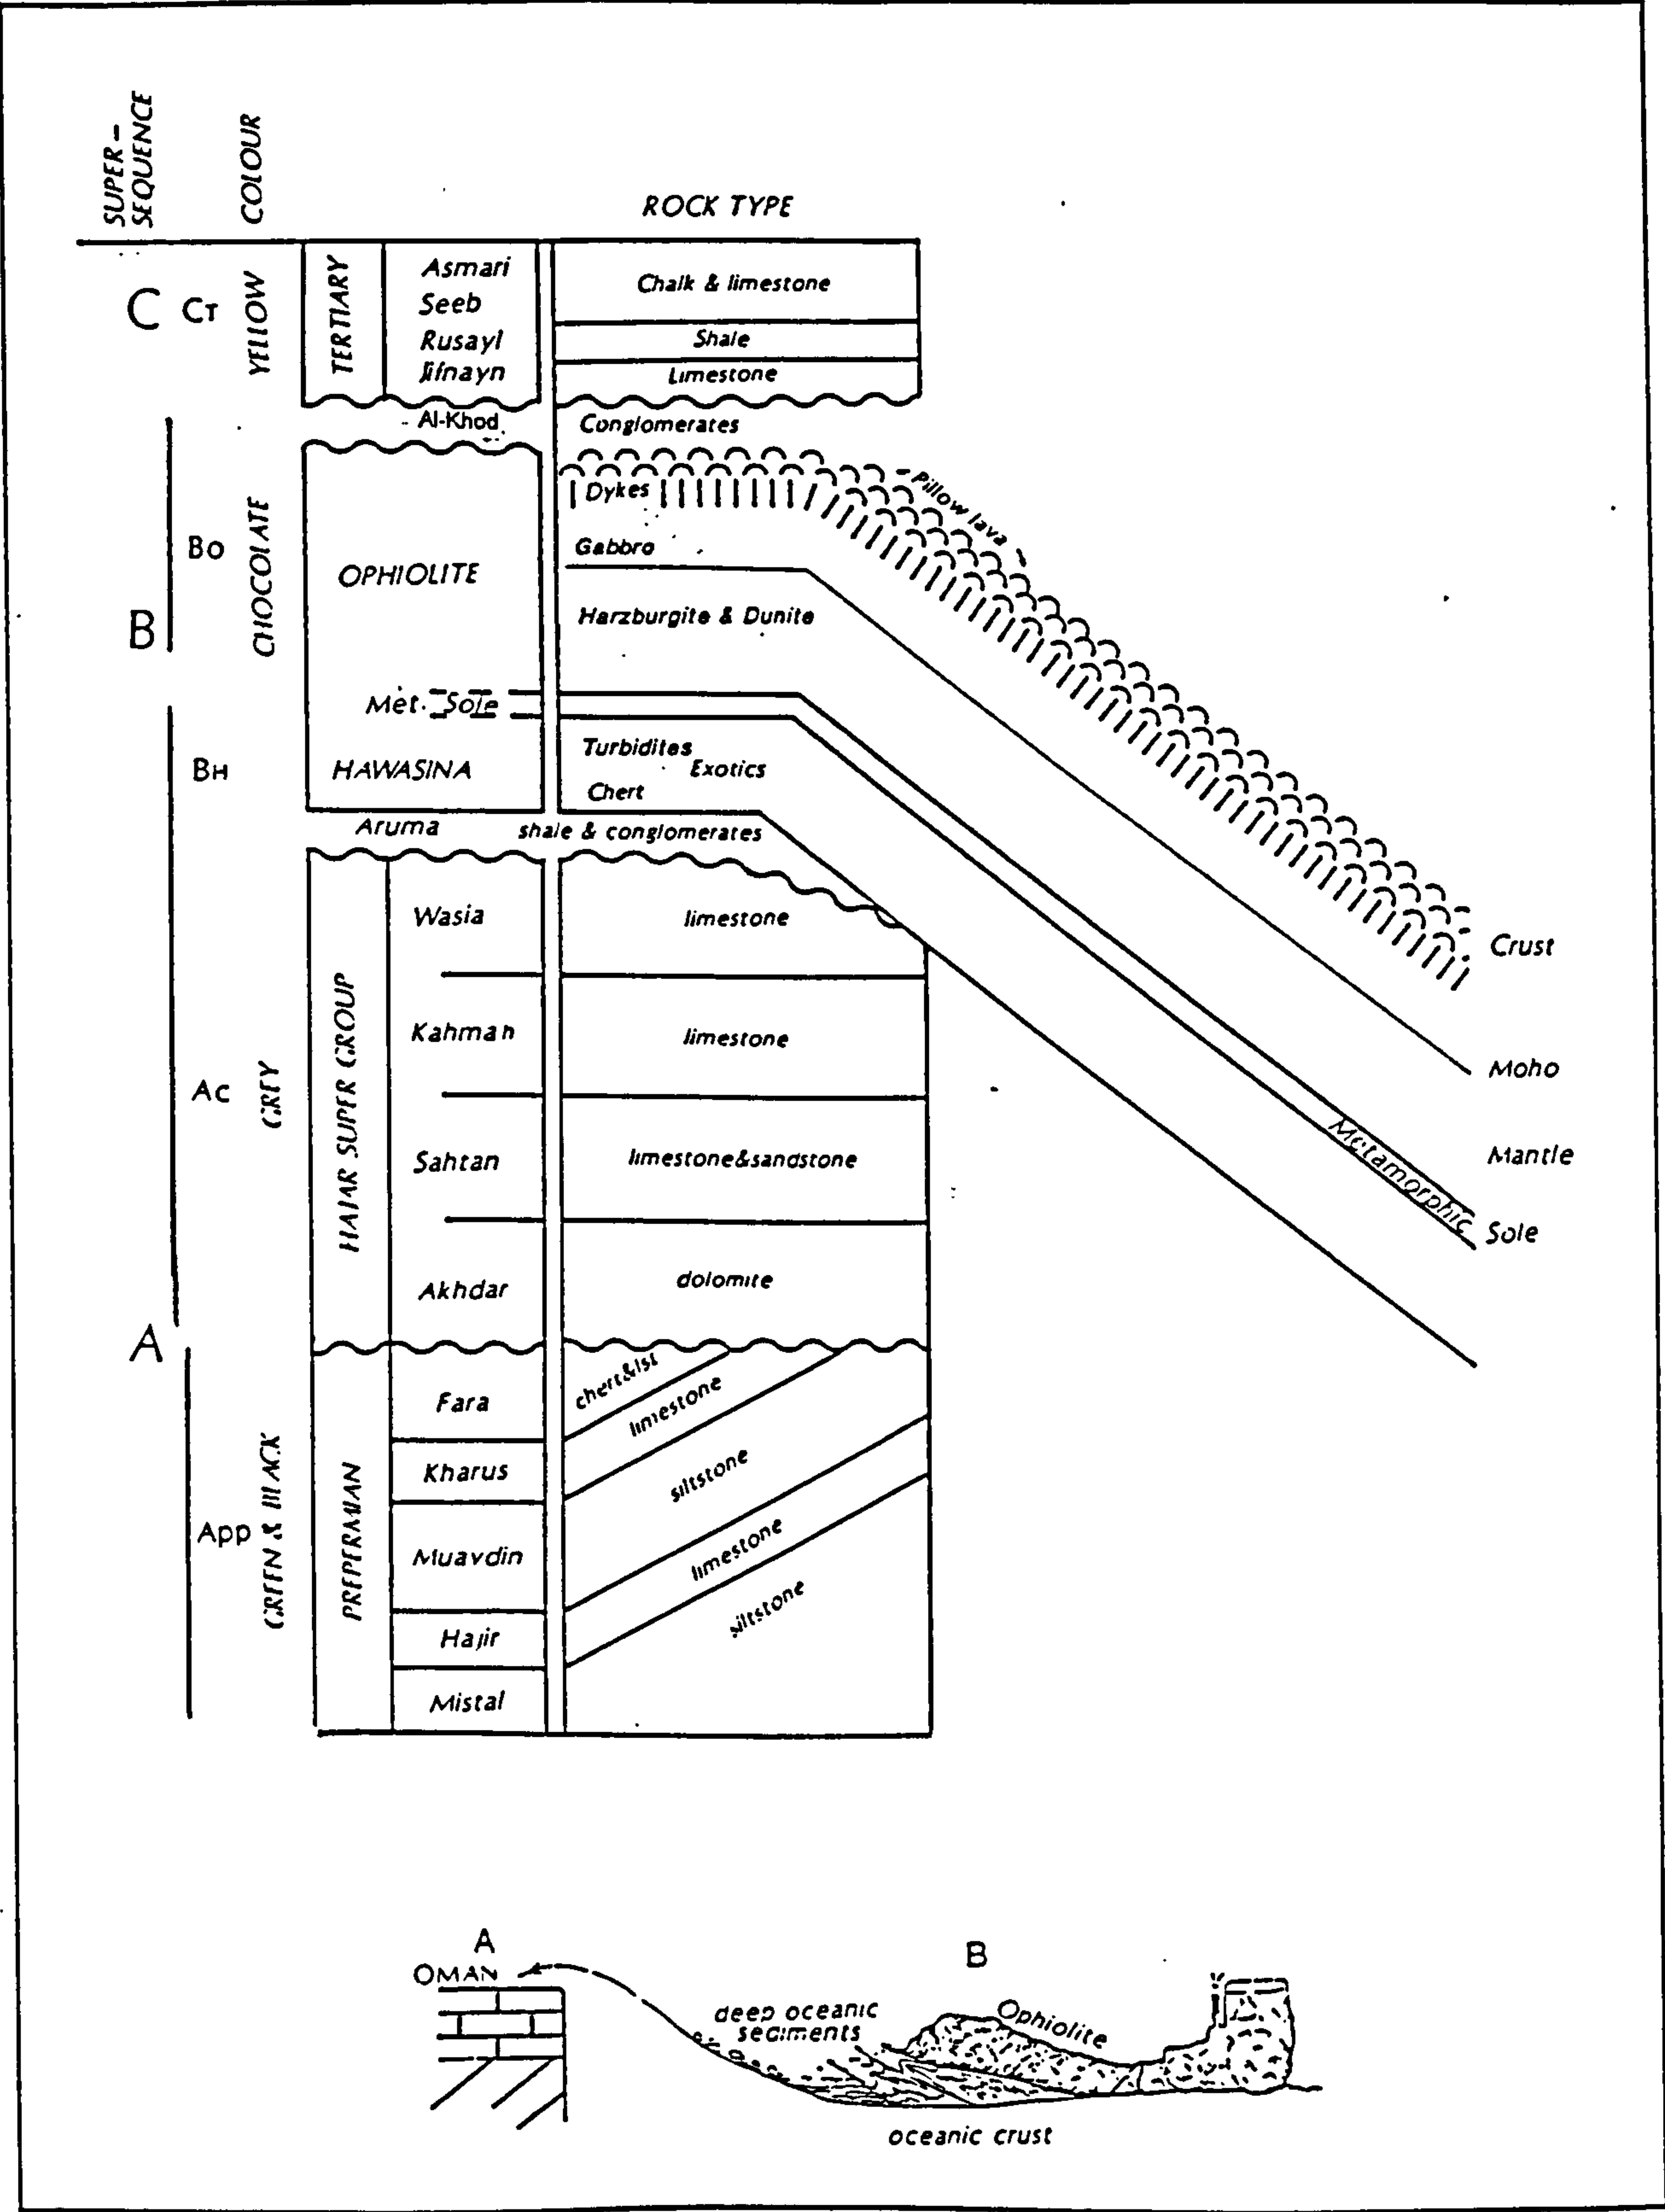 SUPER-
SEQUENCE
COLOUR
ROCK TYPE
C CT YELLOW TERTIARY
Asmari
Seeb
Rusayl
Jifnayn
Chalk & limestone
Shale
Limestone
Al-Khod
Conglomerates
B
BO
CHOCOLATE
OPHIOLITE
Dykes
Pillow lava
Gabbro
Harzburgite & Dunite
Met. Sole
BH
HAWASINA
Turbidites
Exotics
Chert
Aruma
shale & conglomerates
A
AC
GREY
HAJAR SUPER GROUP
Wasia
limestone
Kahmah
limestone
Sahtan
limestone&sandstone
Akhdar
dolomite
Crust
Moho
Mantle
Metamorphic Sole
App
GREEN & BLACK
PREPERMIAN
Fara
Kharus
Muavdin
Hajir
Mistal
chert&lst
limestone
siltstone
limestone
siltstone
A
OMAN
B
deep oceanic
sediments
Ophiolite
oceanic crust